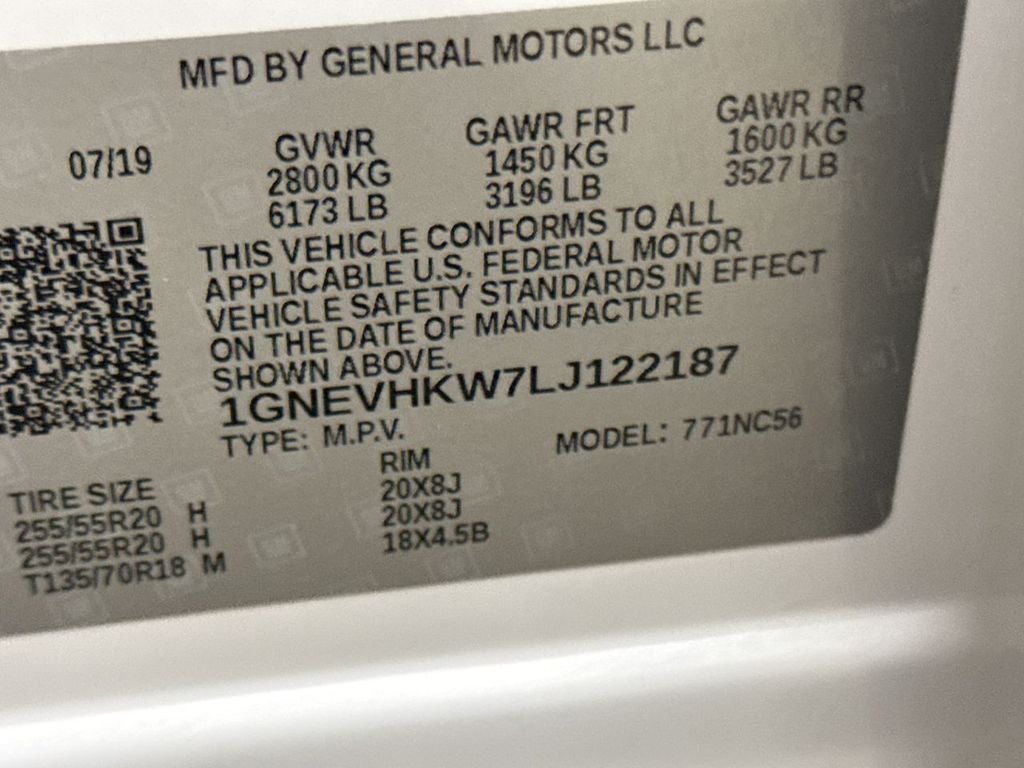 MFD BY GENERAL MOTORS LLC
07/19
GVWR
2800 KG
6173 LB
GAWR FRT
1450 KG
3196 LB
GAWR RR
1600 KG
3527 LB
THIS VEHICLE CONFORMS TO ALL
APPLICABLE U.S. FEDERAL MOTOR
VEHICLE SAFETY STANDARDS IN EFFECT
ON THE DATE OF MANUFACTURE
SHOWN ABOVE.
1GNEVHKW7LJ122187
TYPE: M.P.V. MODEL: 771NC56
TIRE SIZE RIM
255/55R20 H 20X8J
255/55R20 H 20X8J
T135/70R18 M 18X4.5B